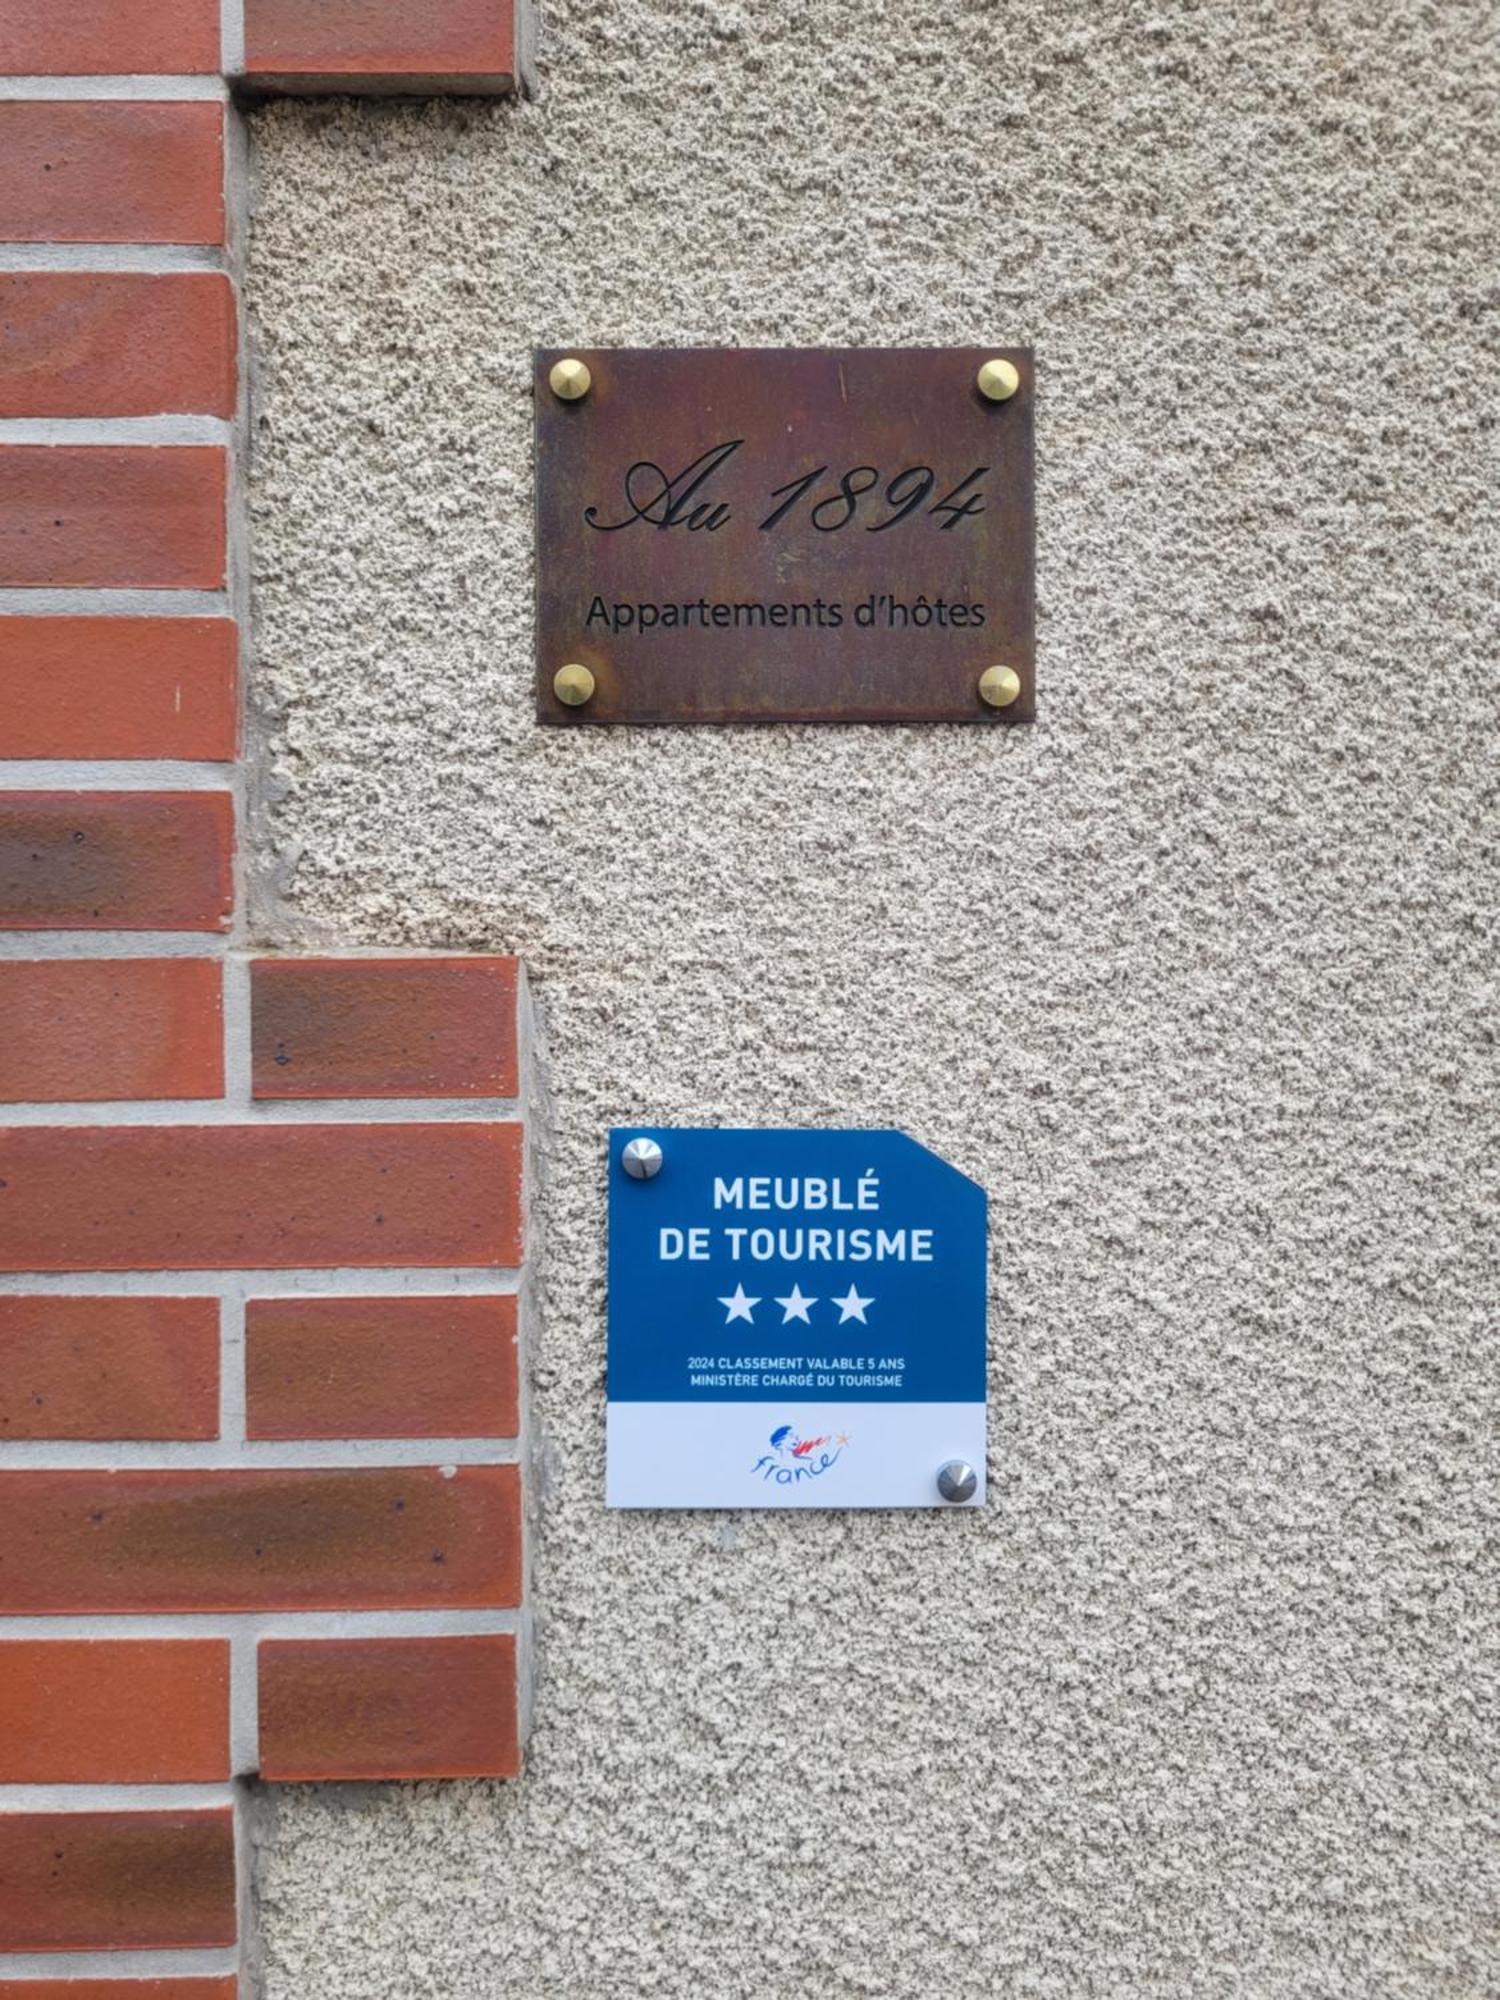 Au 1894
Appartements d'hôtes
MEUBLÉ
DE TOURISME
★★★
2024 CLASSEMENT VALABLE 5 ANS
MINISTÈRE CHARGÉ DU TOURISME
france